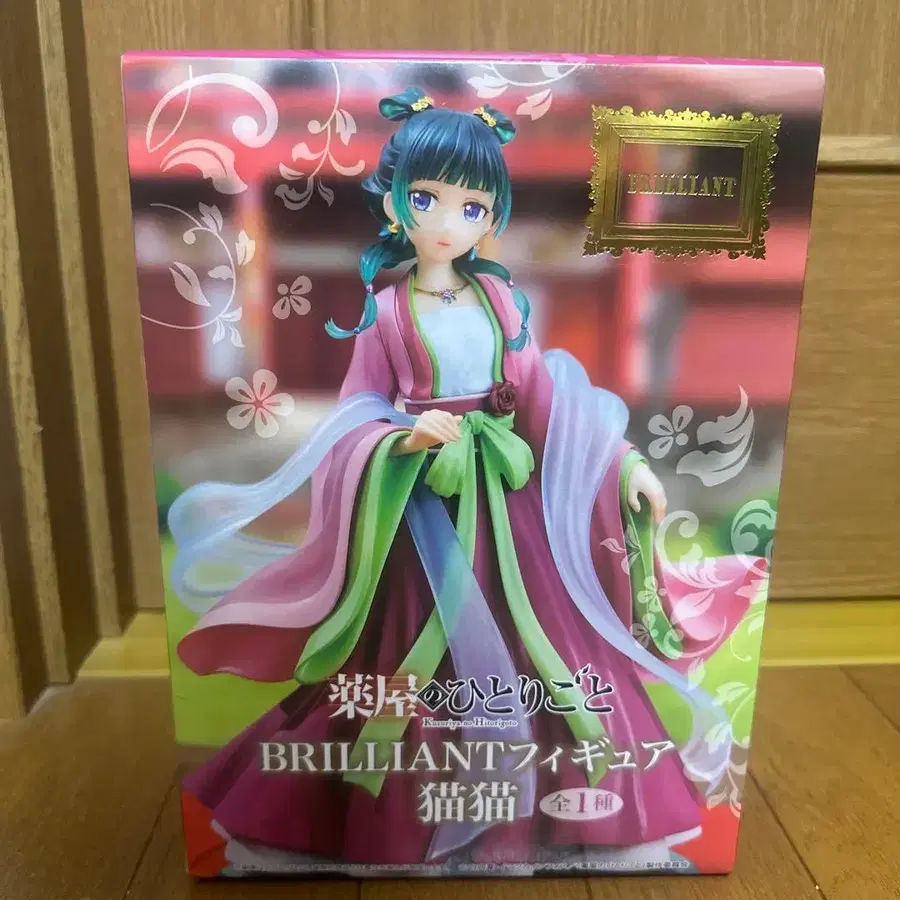 BRILLIANT
薬屋のひとりごと
Kusuriya no Hitorigoto
BRILLIANTフィギュア
猫猫
全1種